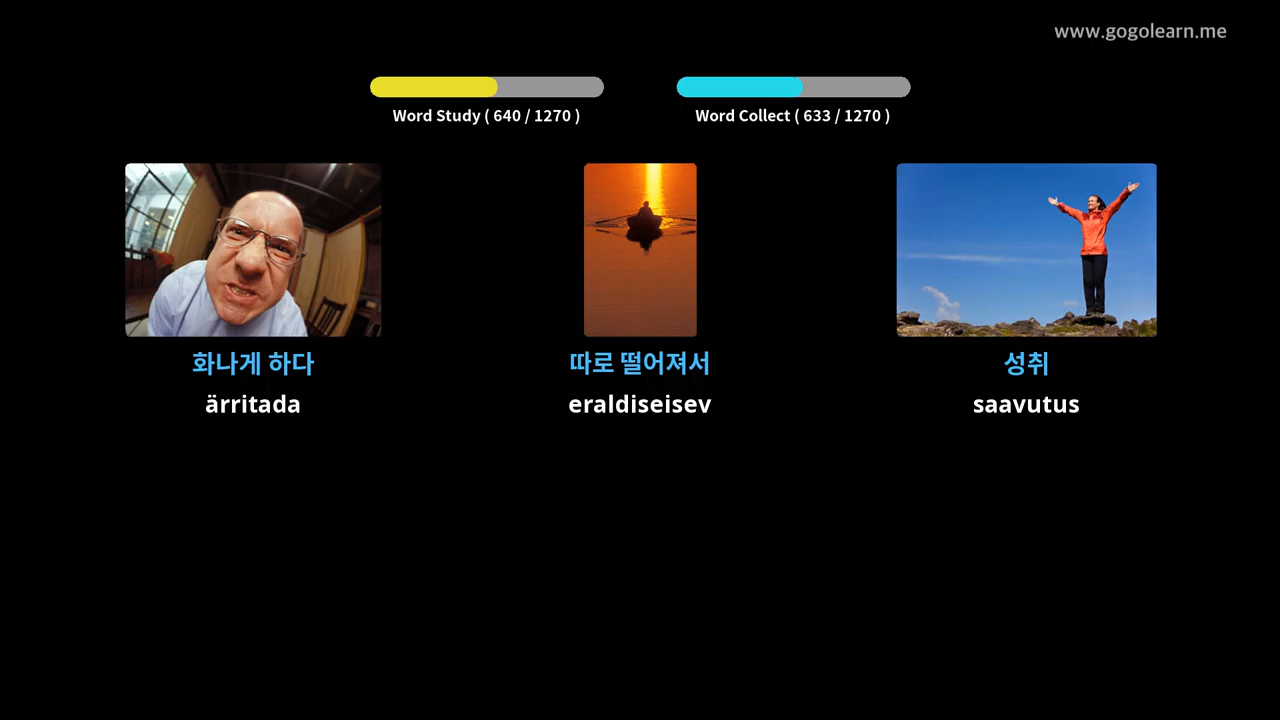 www.gogolearn.me
Word Study ( 640 / 1270 )
Word Collect ( 633 / 1270 )
화나게 하다
따로 떨어져서
성취
ärritada
eraldiseisev
saavutus